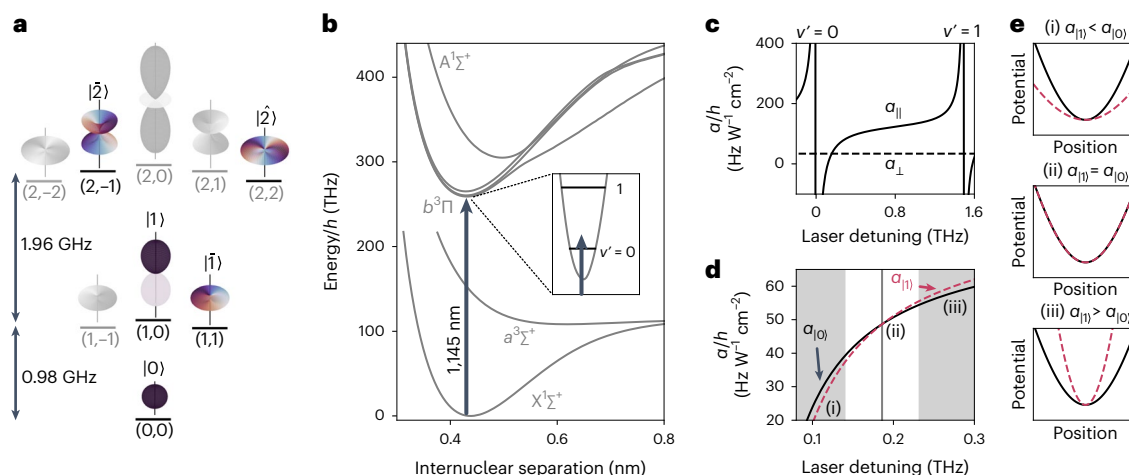 a
|2̄⟩
|2̂⟩
(2,−2)
(2,−1)
(2,0)
(2,1)
(2,2)
1.96 GHz
|1⟩
|1̄⟩
(1,−1)
(1,0)
(1,1)
0.98 GHz
|0⟩
(0,0)
b
Energy/h (THz)
400
300
200
100
0
A¹Σ⁺
b³Π
a³Σ⁺
X¹Σ⁺
1,145 nm
1
v′ = 0
0.4
0.6
0.8
Internuclear separation (nm)
c
v′ = 0
v′ = 1
α/h
(Hz W⁻¹ cm⁻²)
400
200
0
α∥
α⊥
0
0.8
1.6
Laser detuning (THz)
d
α/h
(Hz W⁻¹ cm⁻²)
60
50
40
30
20
α|0⟩
α|1⟩
(i)
(ii)
(iii)
0.1
0.2
0.3
Laser detuning (THz)
e
(i) α|1⟩ < α|0⟩
Potential
Position
(ii) α|1⟩ = α|0⟩
Potential
Position
(iii) α|1⟩ > α|0⟩
Potential
Position